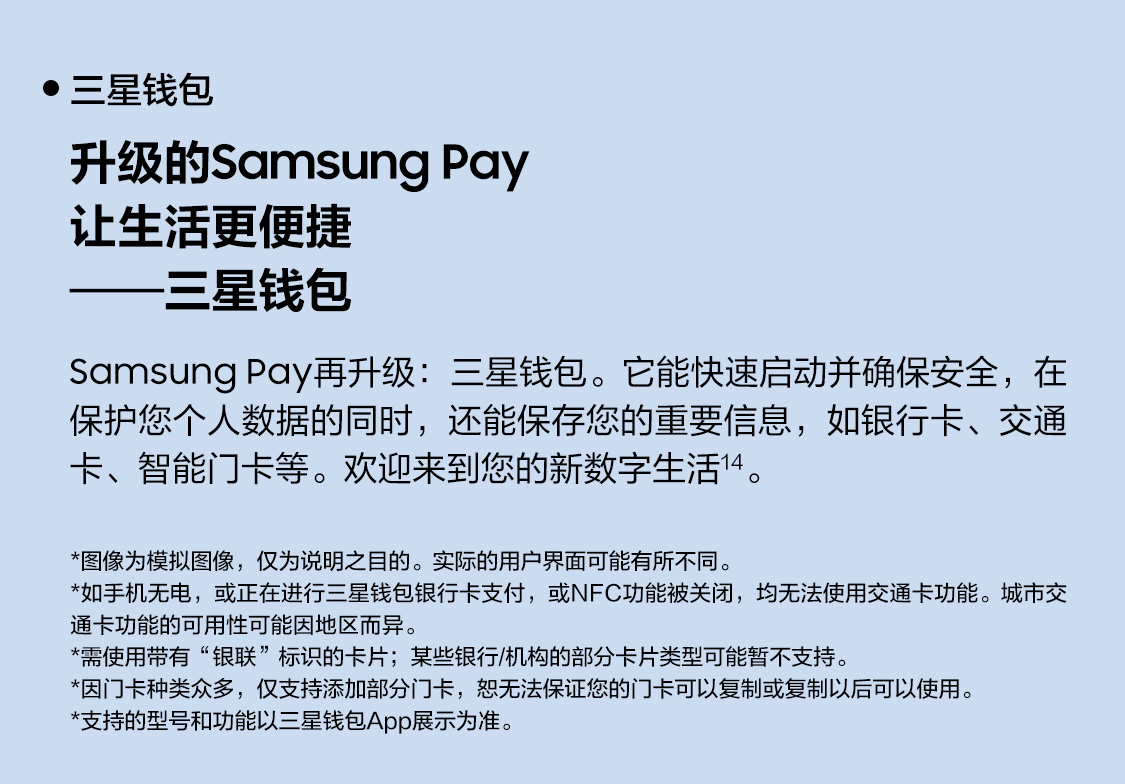 • 三星钱包
升级的Samsung Pay
让生活更便捷
——三星钱包
Samsung Pay再升级：三星钱包。它能快速启动并确保安全，在
保护您个人数据的同时，还能保存您的重要信息，如银行卡、交通
卡、智能门卡等。欢迎来到您的新数字生活14。
*图像为模拟图像，仅为说明之目的。实际的用户界面可能有所不同。
*如手机无电，或正在进行三星钱包银行卡支付，或NFC功能被关闭，均无法使用交通卡功能。城市交
通卡功能的可用性可能因地区而异。
*需使用带有“银联”标识的卡片；某些银行/机构的部分卡片类型可能暂不支持。
*因门卡种类众多，仅支持添加部分门卡，恕无法保证您的门卡可以复制或复制以后可以使用。
*支持的型号和功能以三星钱包App展示为准。